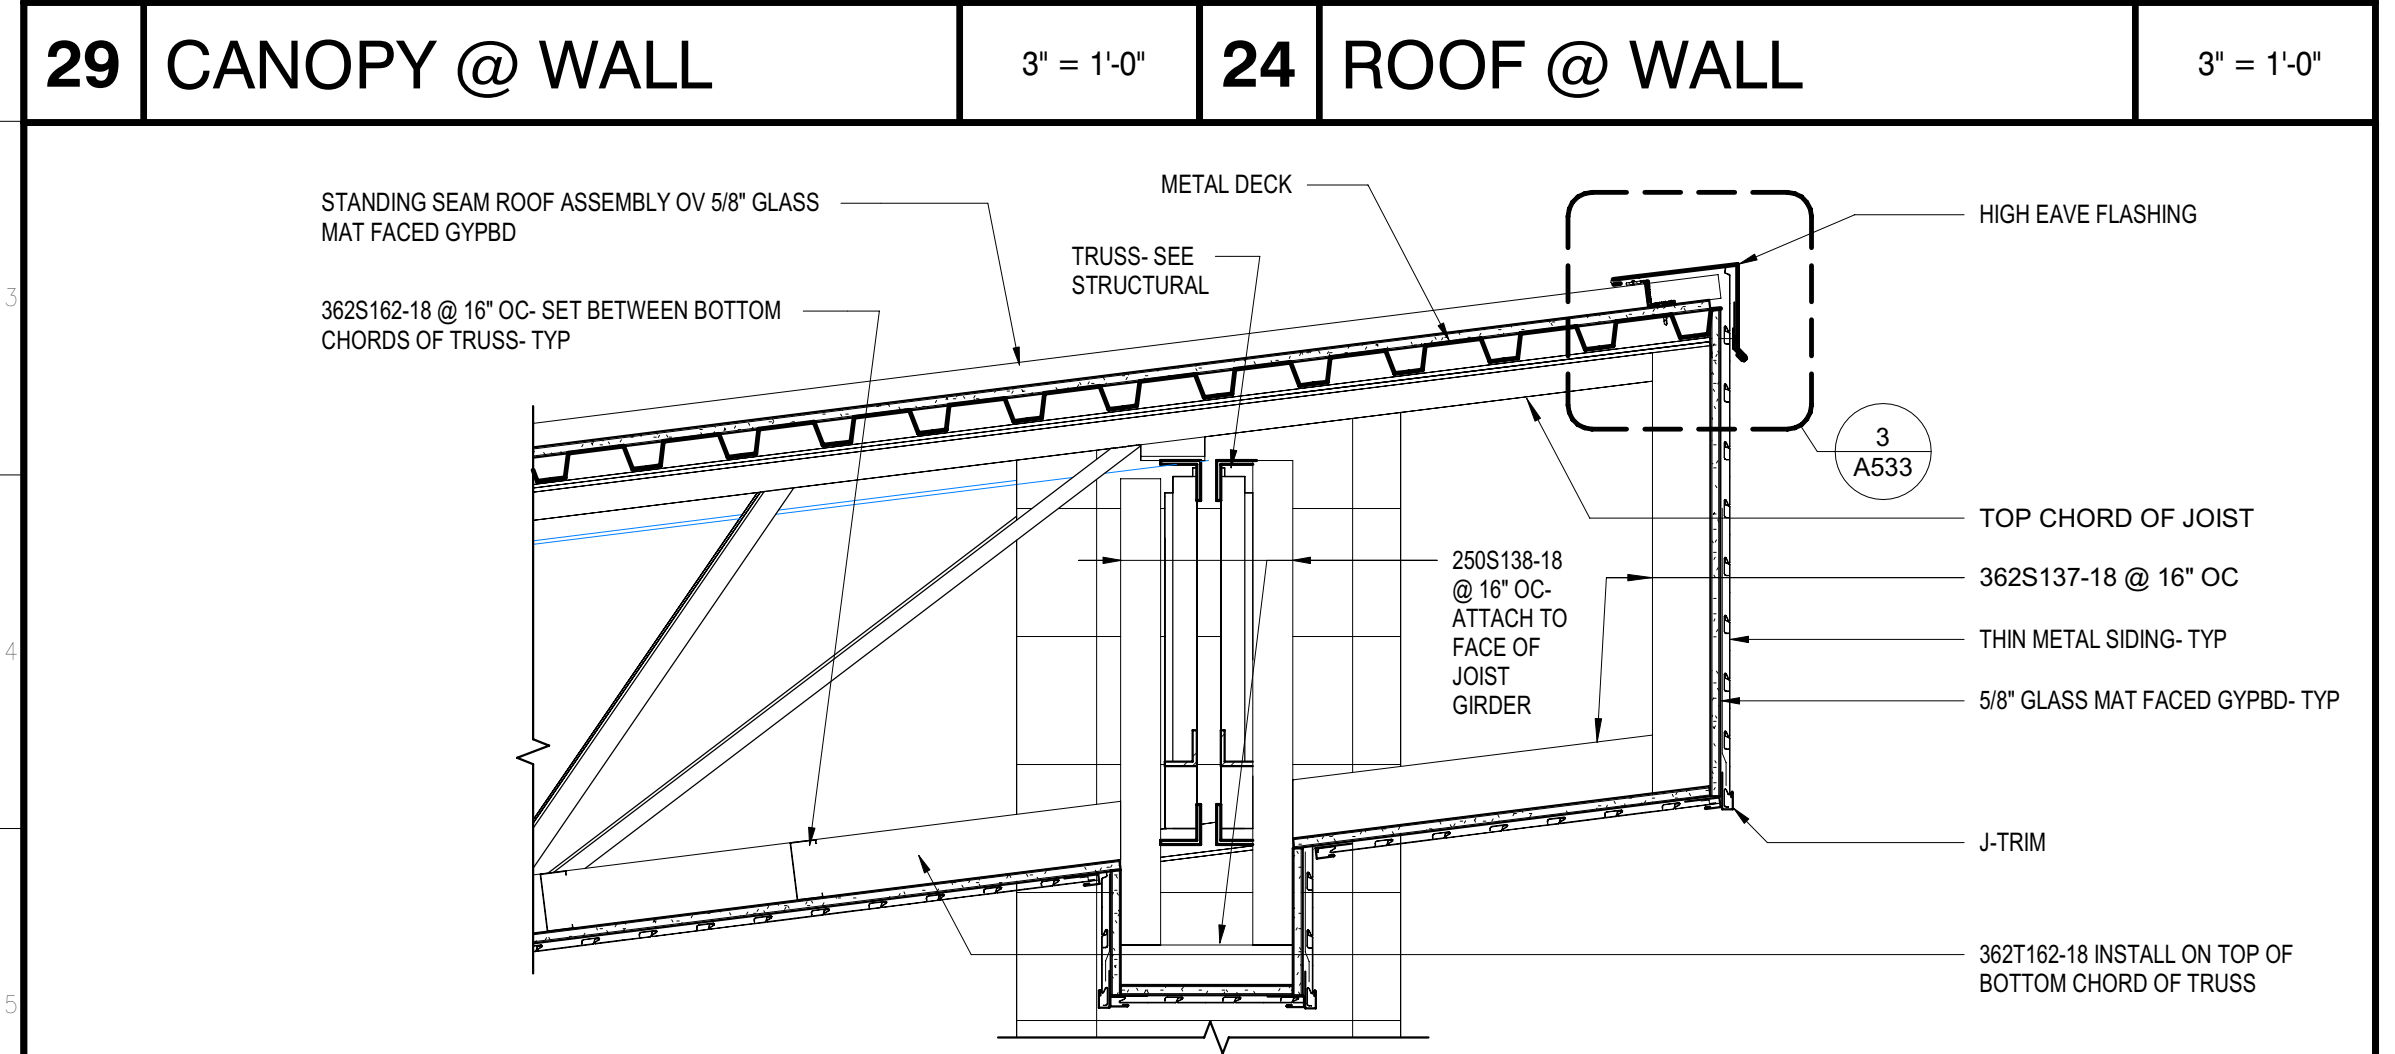 29 CANOPY @ WALL 3" = 1'-0" 24 ROOF @ WALL 3" = 1'-0"
STANDING SEAM ROOF ASSEMBLY OV 5/8" GLASS
MAT FACED GYPBD
362S162-18 @ 16" OC- SET BETWEEN BOTTOM
CHORDS OF TRUSS- TYP
METAL DECK
TRUSS- SEE
STRUCTURAL
HIGH EAVE FLASHING
3
A533
TOP CHORD OF JOIST
250S138-18
@ 16" OC-
ATTACH TO
FACE OF
JOIST
GIRDER
362S137-18 @ 16" OC
THIN METAL SIDING- TYP
5/8" GLASS MAT FACED GYPBD- TYP
J-TRIM
362T162-18 INSTALL ON TOP OF
BOTTOM CHORD OF TRUSS
3
4
5